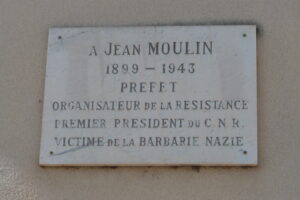 A JEAN MOULIN
1899 - 1943
PREFET
ORGANISATEUR DE LA RESISTANCE
PREMIER PRESIDENT DU C.N.R.
VICTIME DE LA BARBARIE NAZIE